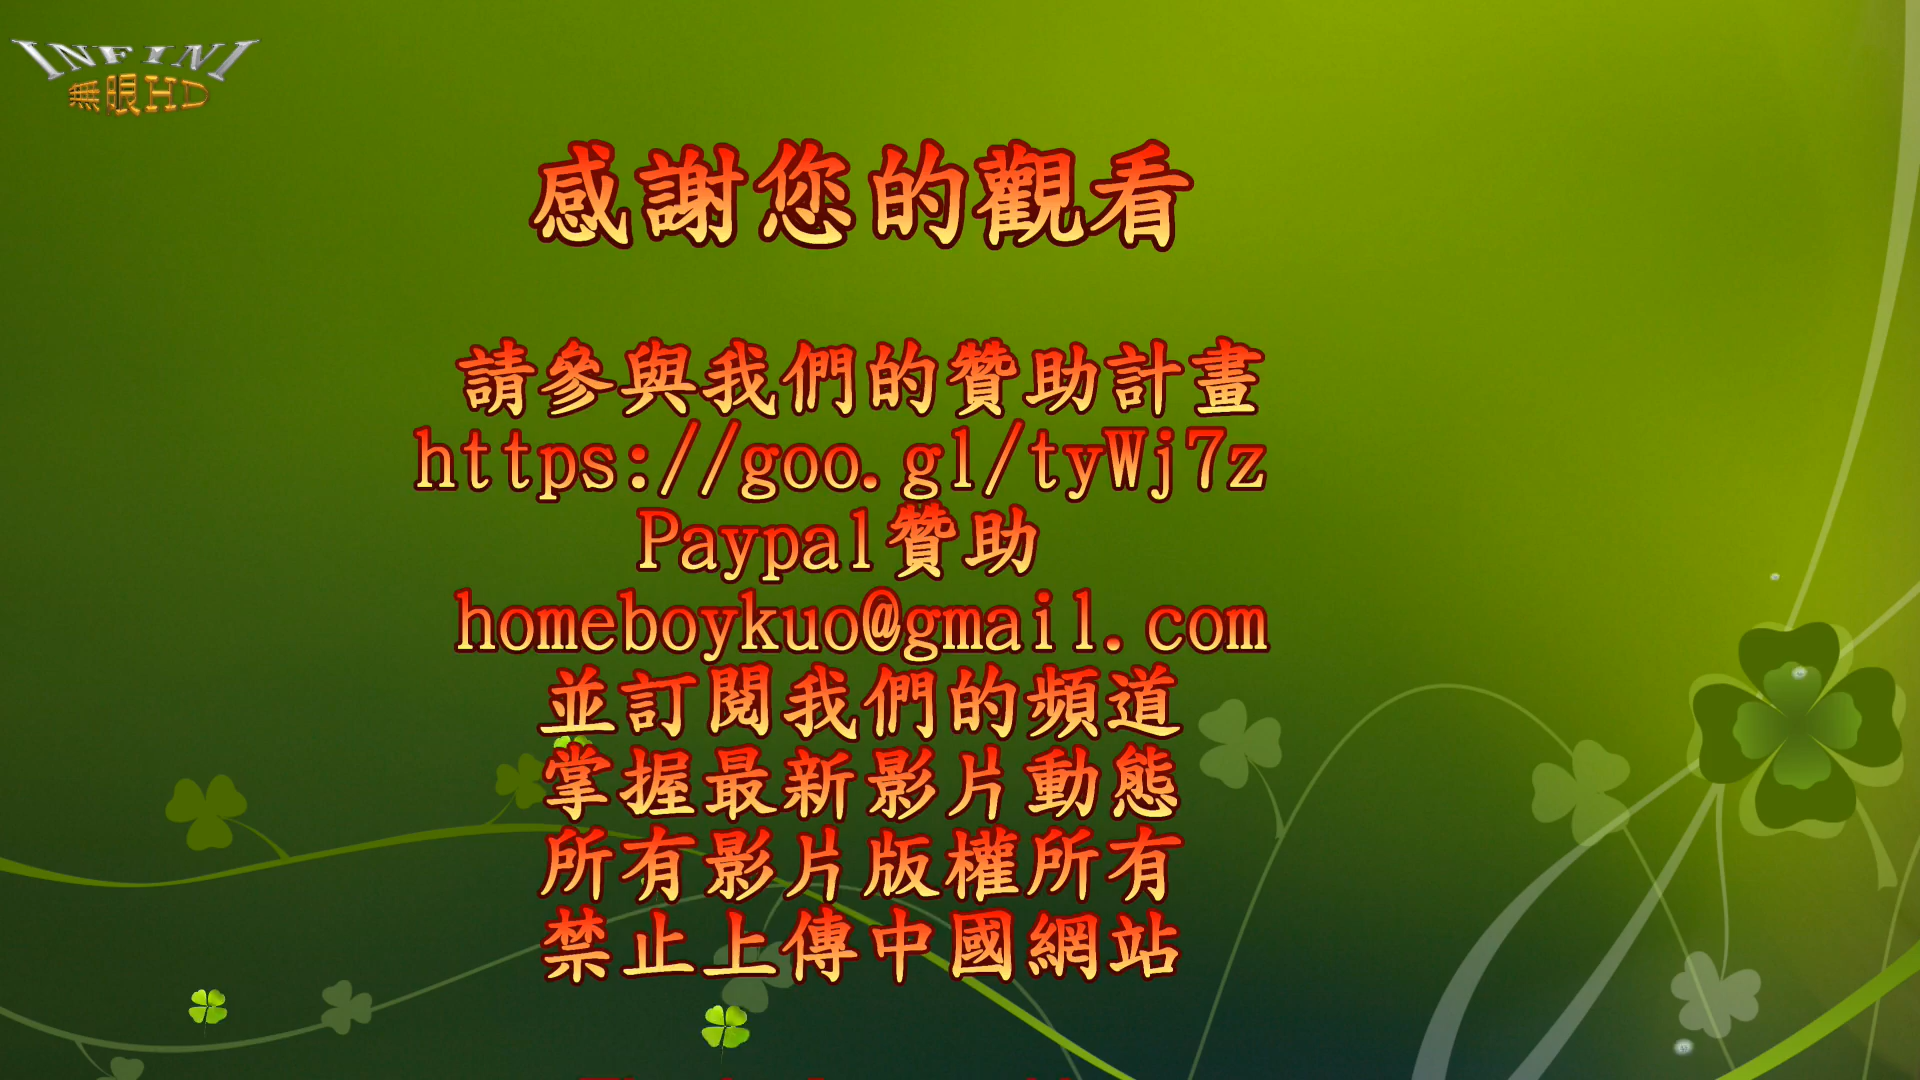 INFINI
無限HD
感謝您的觀看
請參與我們的贊助計畫
https://goo.gl/tyWj7z
Paypal贊助
homeboykuo@gmail.com
並訂閱我們的頻道
掌握最新影片動態
所有影片版權所有
禁止上傳中國網站